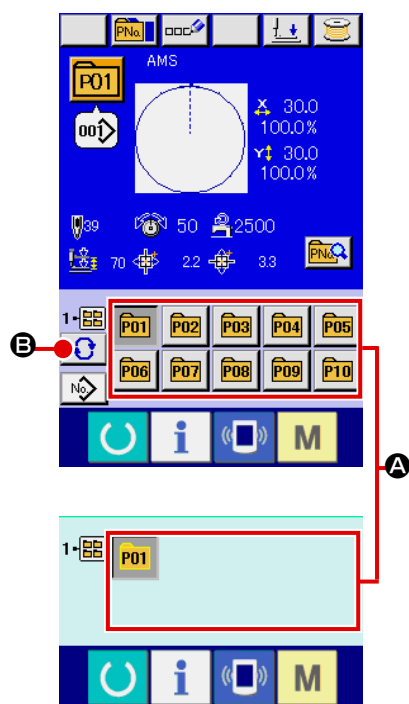 PNo.
AMS
P01
001
X 30.0
100.0%
Y 30.0
100.0%
39 50 2500
70 2.2 3.3
PNo.
1
P01 P02 P03 P04 P05
B
P06 P07 P08 P09 P10
No.
i M
A
1 P01
i M